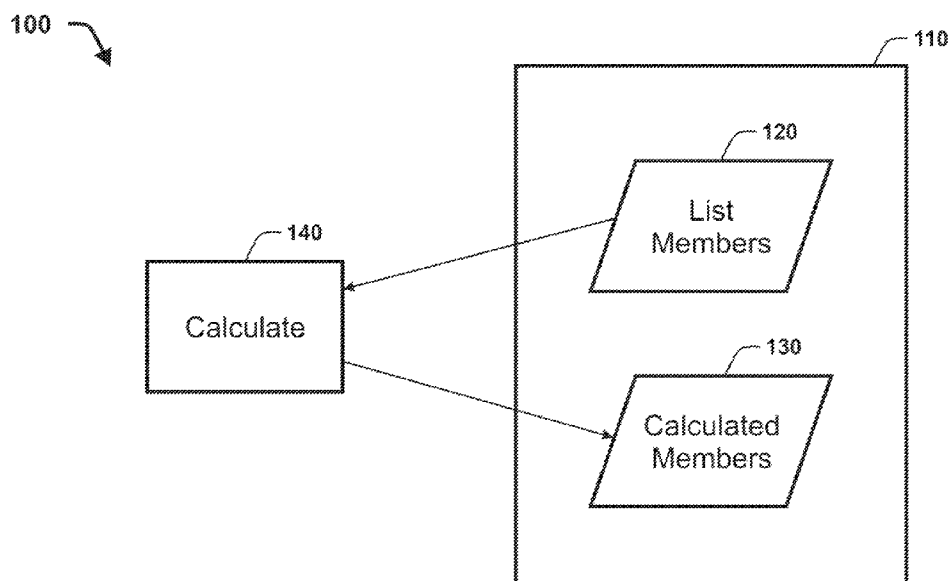 100
110
120
List
Members
140
Calculate
130
Calculated
Members